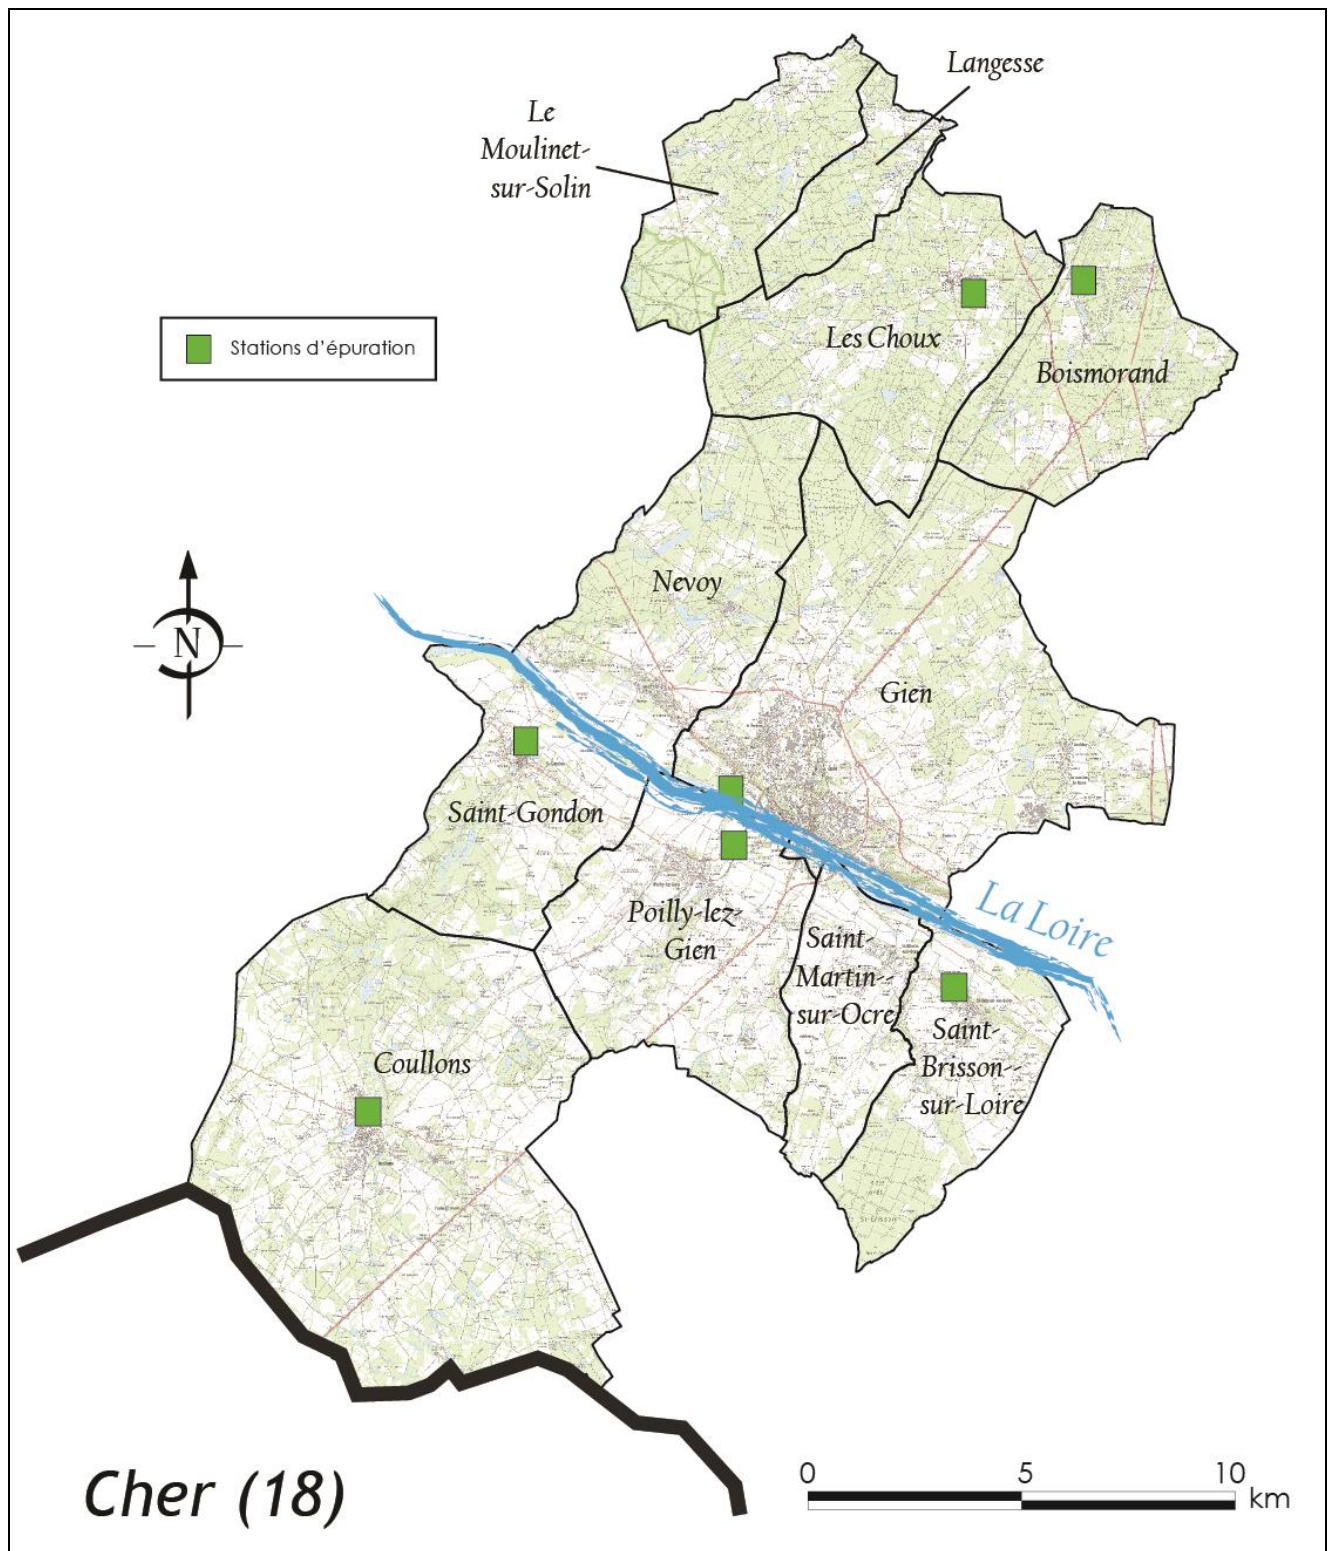 Langesse
Le
Moulinet-
sur-Solin
Stations d'épuration
Les Choux
Boismorand
Nevoy
N
Gien
Saint-Gondon
La Loire
Poilly-lez-
Gien
Saint-
Martin-
sur-Ocre
Saint-
Brisson-
sur-Loire
Coullons
Cher (18)
0 5 10
km